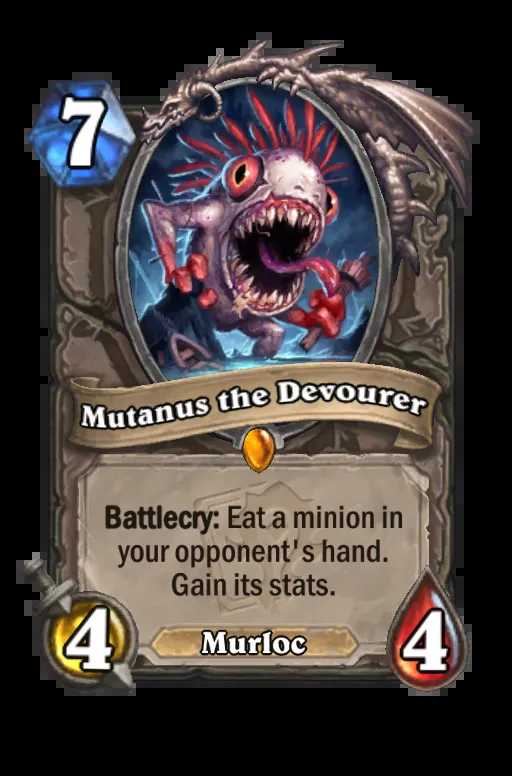 7
Mutanus the Devourer
Battlecry: Eat a minion in
your opponent's hand.
Gain its stats.
4
Murloc
4